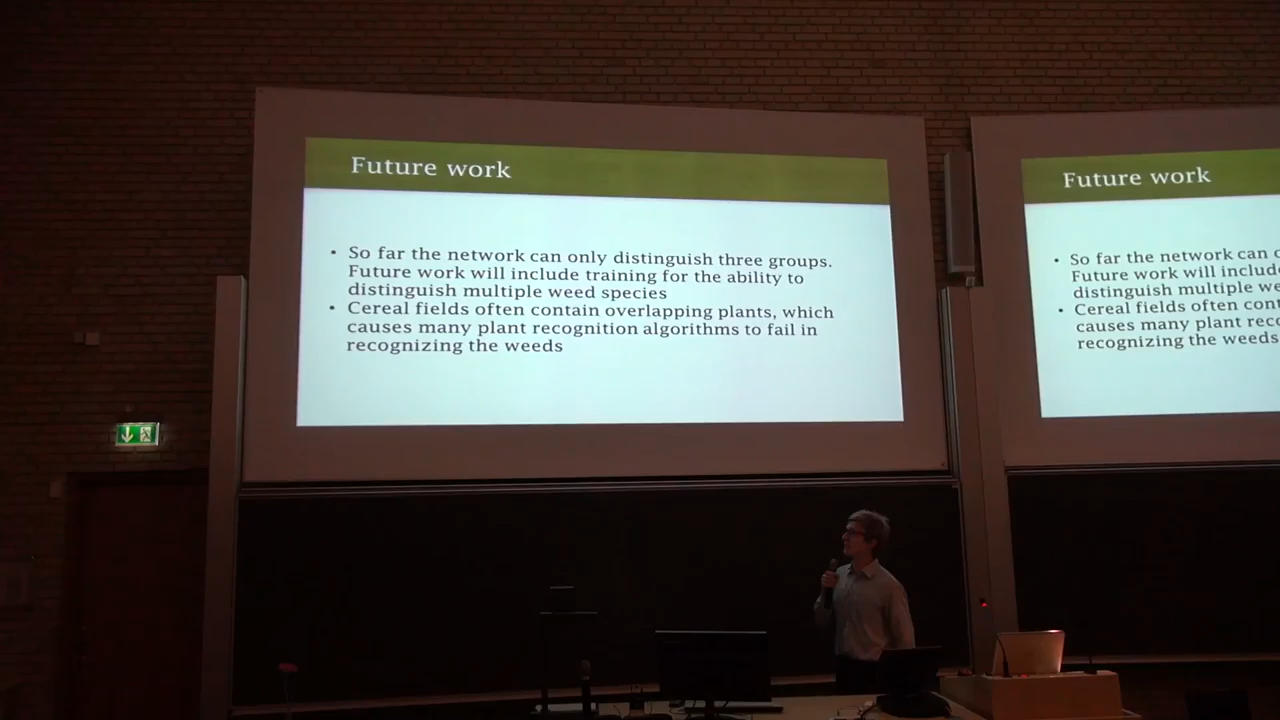 Future work
• So far the network can only distinguish three groups.
Future work will include training for the ability to
distinguish multiple weed species
• Cereal fields often contain overlapping plants, which
causes many plant recognition algorithms to fail in
recognizing the weeds
Future work
• So far the network can
Future work will include
distinguish multiple we
• Cereal fields often con
causes many plant rec
recognizing the weeds